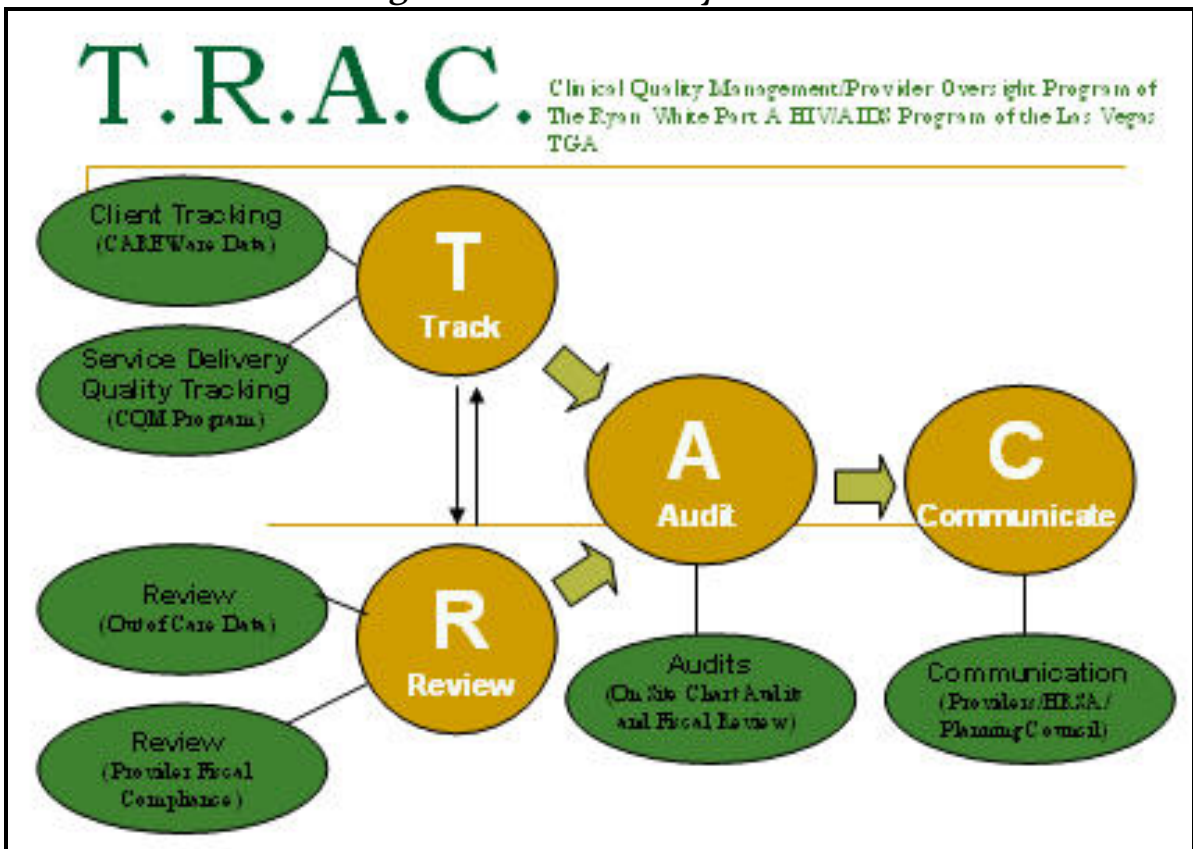 T.R.A.C.
Clinical Quality Management/Provider Oversight Program of
The Ryan White Part A HIV/AIDS Program of the Las Vegas
TGA
Client Tracking
(CAREWare Data)
T
Track
Service Delivery
Quality Tracking
(CQM Program)
A
Audit
C
Communicate
Review
(Out of Care Data)
R
Review
Audits
(On Site Chart Audits
and Fiscal Review)
Communication
(Providers/HRSA/
Planning Council)
Review
(Provider Fiscal
Compliance)